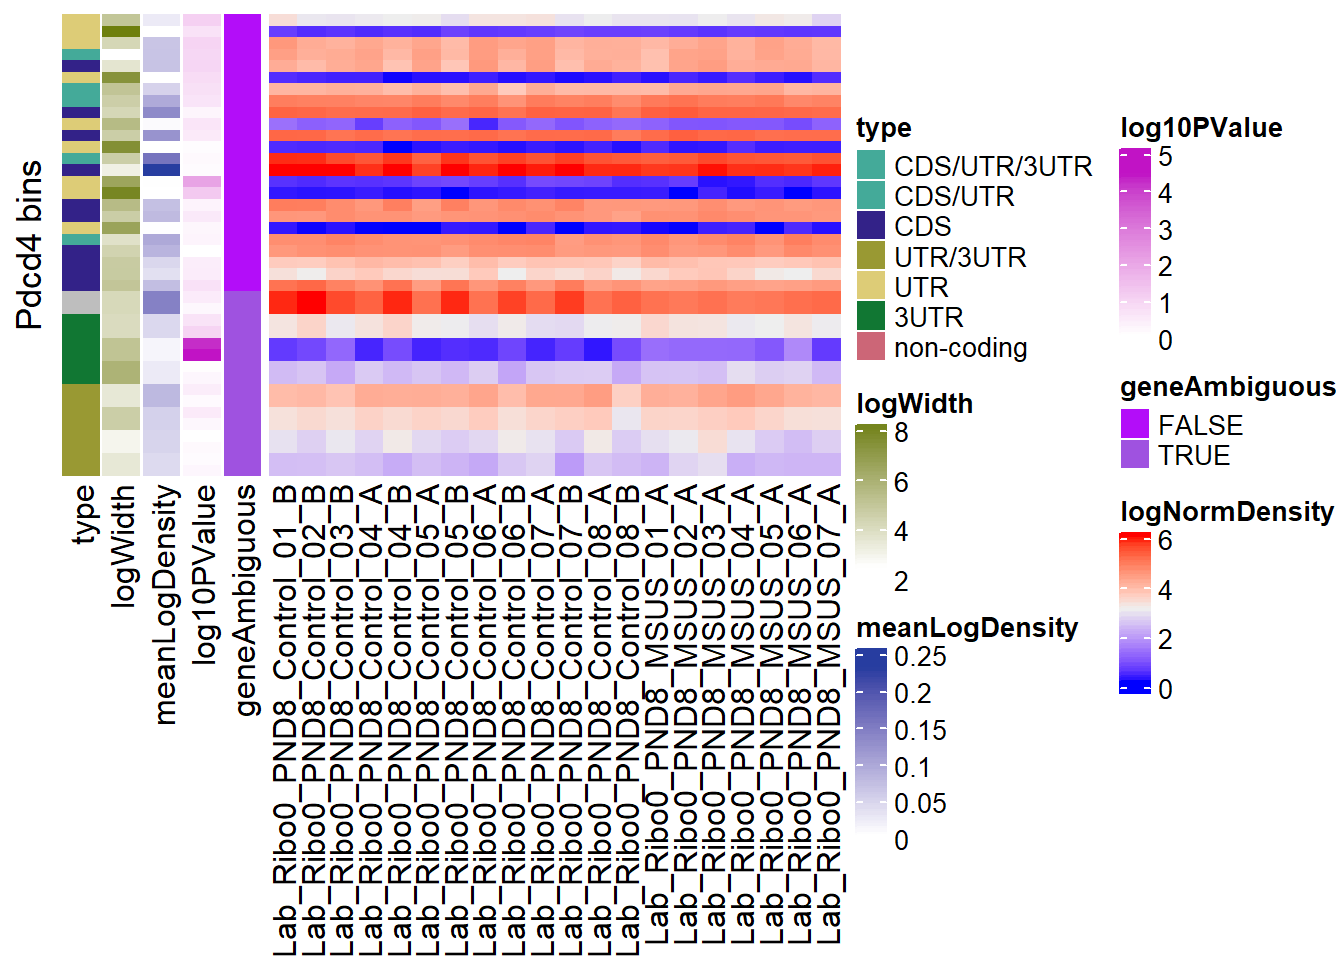 Pdcd4 bins
type
logWidth
meanLogDensity
log10PValue
geneAmbiguous
Lab_Ribo0_PND8_Control_01_B
Lab_Ribo0_PND8_Control_02_B
Lab_Ribo0_PND8_Control_03_B
Lab_Ribo0_PND8_Control_04_A
Lab_Ribo0_PND8_Control_04_B
Lab_Ribo0_PND8_Control_05_A
Lab_Ribo0_PND8_Control_05_B
Lab_Ribo0_PND8_Control_06_A
Lab_Ribo0_PND8_Control_06_B
Lab_Ribo0_PND8_Control_07_A
Lab_Ribo0_PND8_Control_07_B
Lab_Ribo0_PND8_Control_08_A
Lab_Ribo0_PND8_Control_08_B
Lab_Ribo0_PND8_MSUS_01_A
Lab_Ribo0_PND8_MSUS_02_A
Lab_Ribo0_PND8_MSUS_03_A
Lab_Ribo0_PND8_MSUS_04_A
Lab_Ribo0_PND8_MSUS_05_A
Lab_Ribo0_PND8_MSUS_06_A
Lab_Ribo0_PND8_MSUS_07_A
type
CDS/UTR/3UTR
CDS/UTR
CDS
UTR/3UTR
UTR
3UTR
non-coding
logWidth
8
6
4
2
meanLogDensity
0.25
0.2
0.15
0.1
0.05
0
log10PValue
5
4
3
2
1
0
geneAmbiguous
FALSE
TRUE
logNormDensity
6
4
2
0